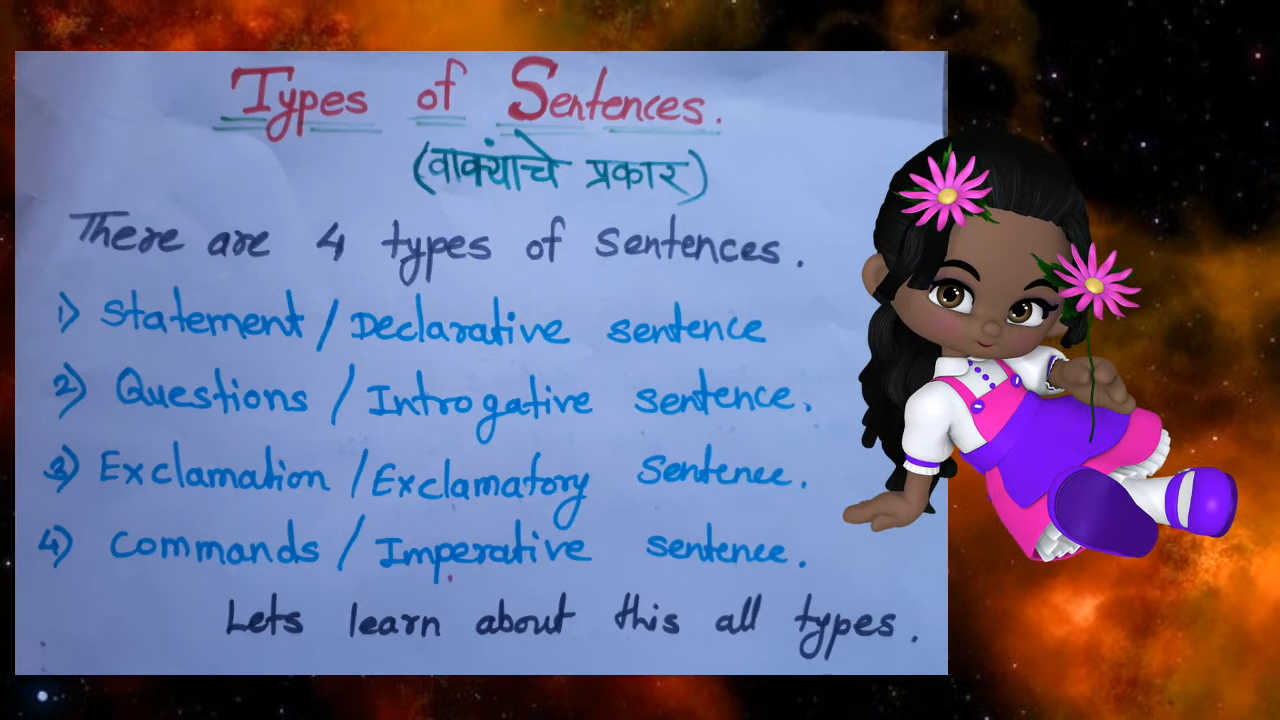 Types of Sentences.
(वाक्यांचे प्रकार)
There are 4 types of sentences.
1) Statement / Declarative sentence
2) Questions / Introgative sentence.
3) Exclamation / Exclamatory sentence.
4) Commands / Imperative sentence.
Lets learn about this all types.